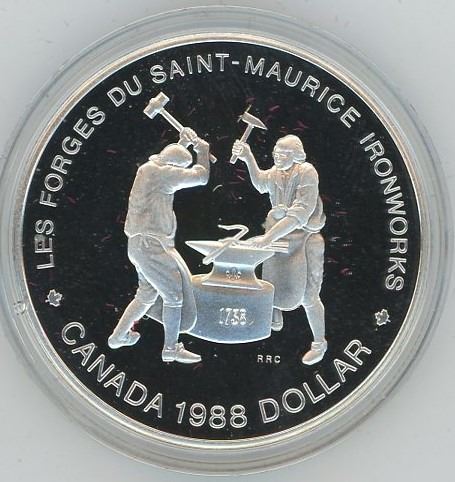 LES FORGES DU SAINT-MAURICE IRONWORKS
1738
RRC
CANADA 1988 DOLLAR